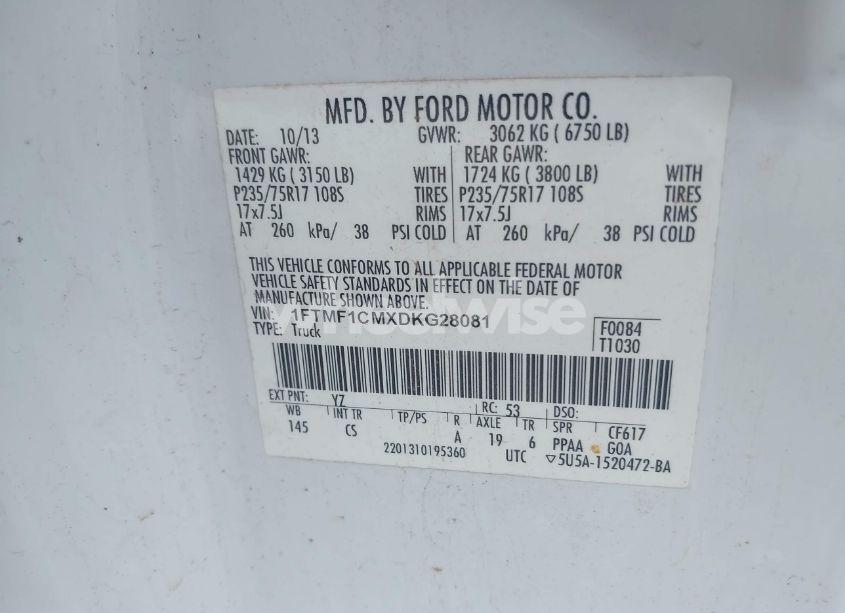 MFD. BY FORD MOTOR CO.
DATE: 10/13 GVWR: 3062 KG ( 6750 LB)
FRONT GAWR: REAR GAWR:
1429 KG ( 3150 LB) WITH 1724 KG ( 3800 LB) WITH
P235/75R17 108S TIRES P235/75R17 108S TIRES
17x7.5J RIMS 17x7.5J RIMS
AT 260 kPa/ 38 PSI COLD AT 260 kPa/ 38 PSI COLD
THIS VEHICLE CONFORMS TO ALL APPLICABLE FEDERAL MOTOR
VEHICLE SAFETY STANDARDS IN EFFECT ON THE DATE OF
MANUFACTURE SHOWN ABOVE.
VIN: 1FTMF1CMXDKG28081 F0084
TYPE: Truck T1030
EXT PNT: YZ RC: 53 DSO:
WB INT TR TP/PS R AXLE TR SPR CF617
145 CS A 19 6 PPAA GOA
2201310195360 UTC ▽5U5A-1520472-BA